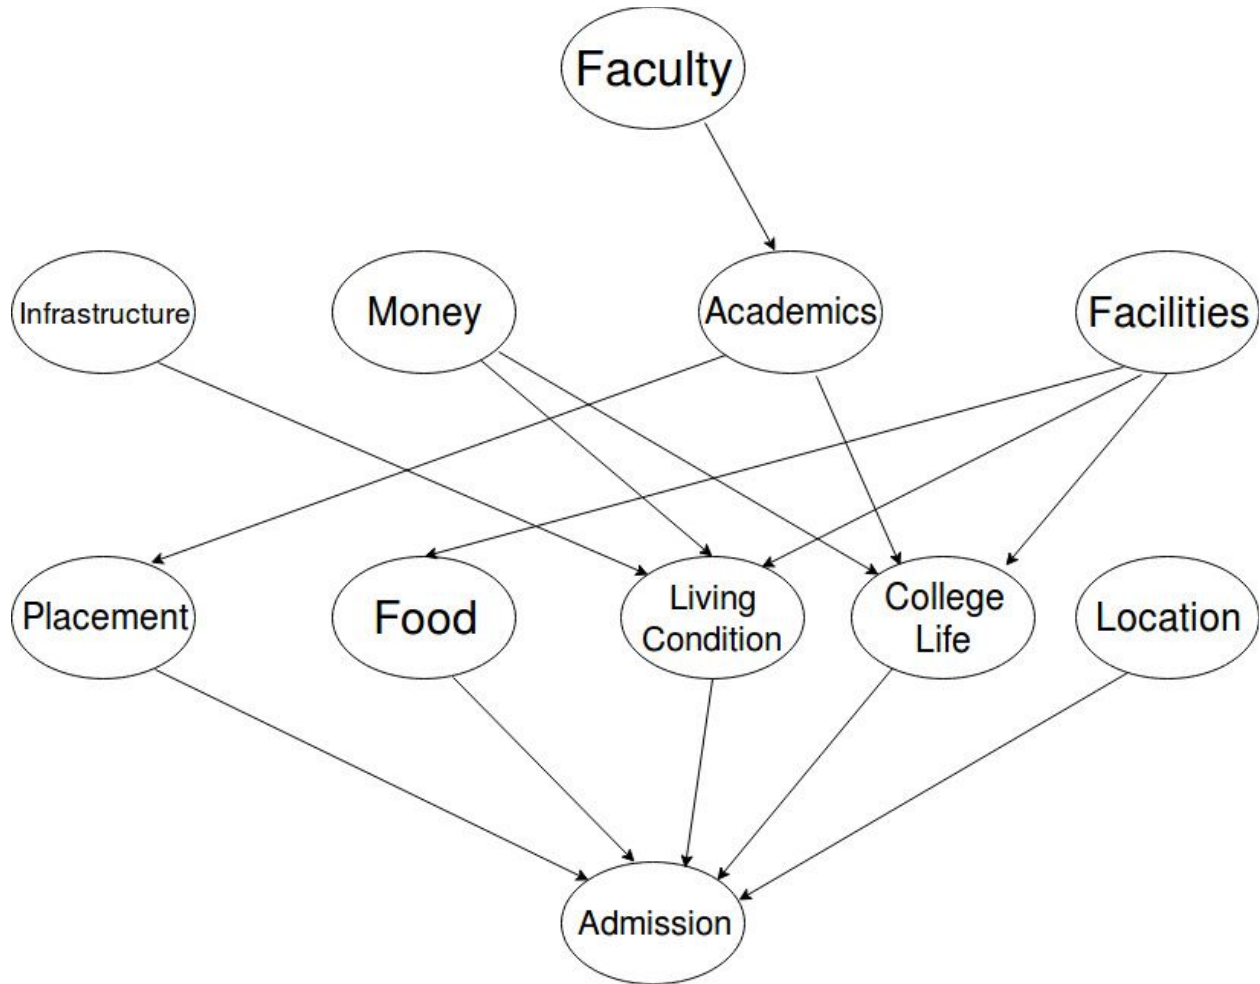 Faculty
Infrastructure
Money
Academics
Facilities
Placement
Food
Living
Condition
College
Life
Location
Admission